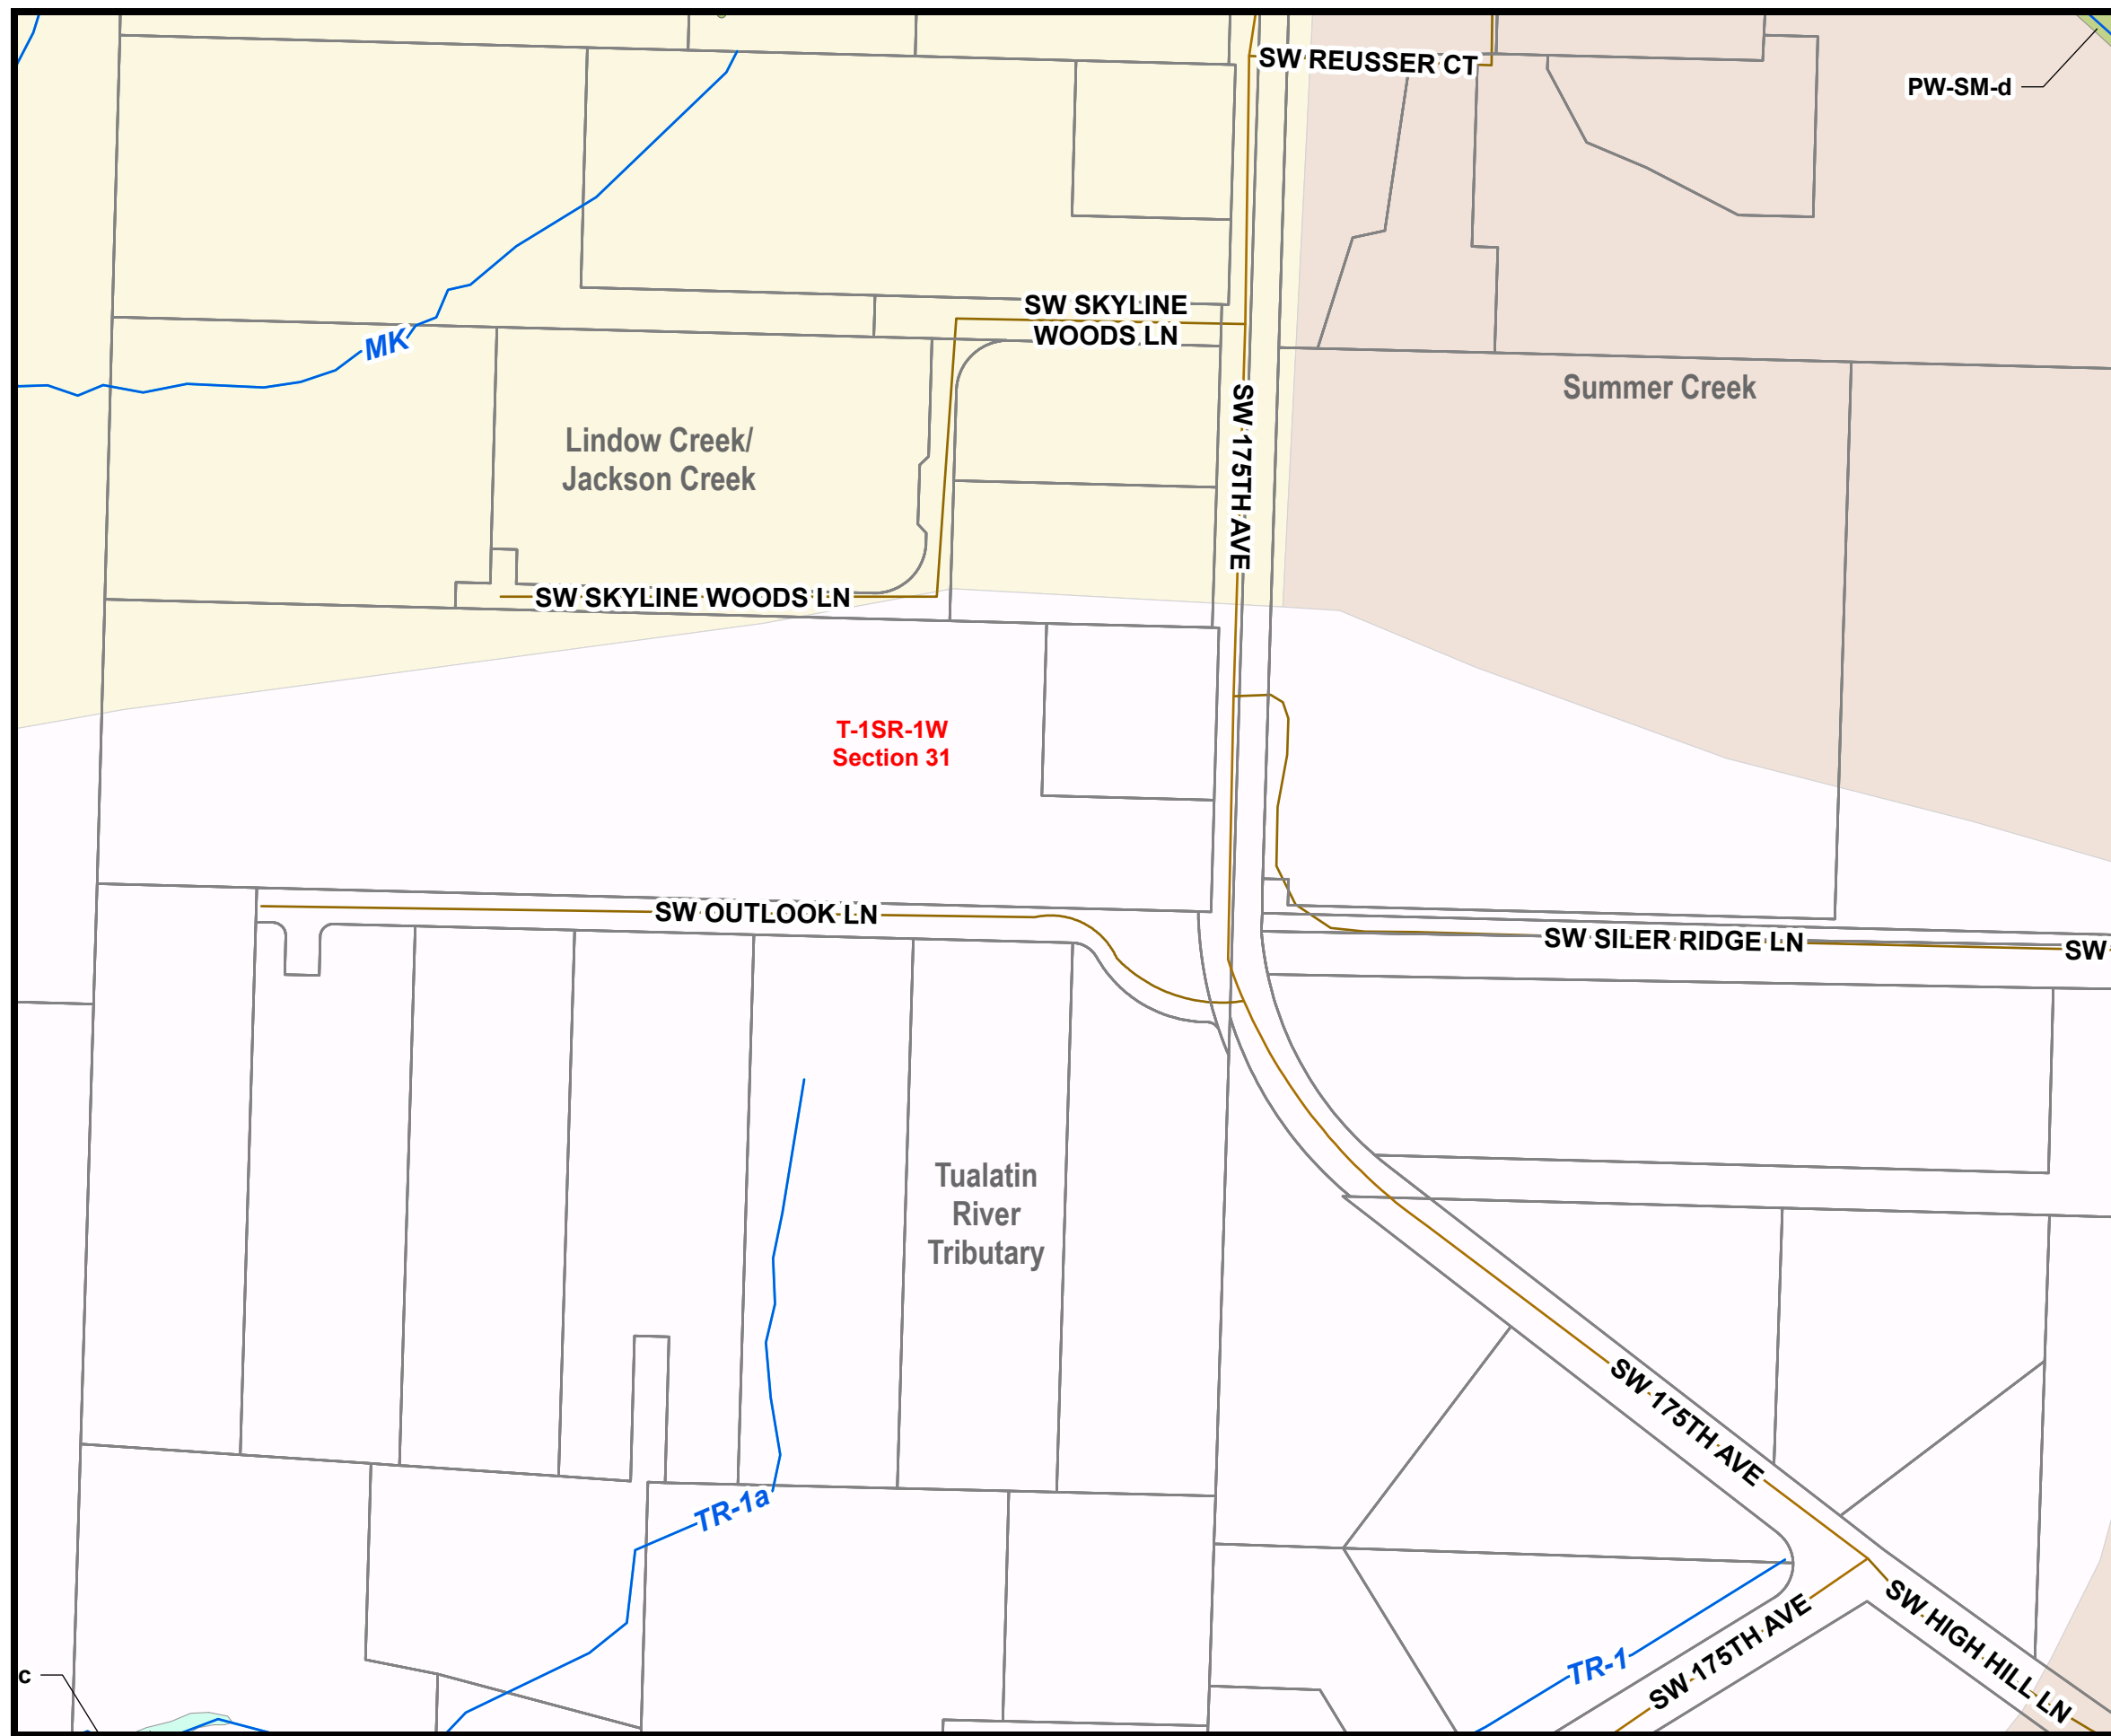 SW REUSSER CT
PW-SM-d
SW SKYLINE
WOODS LN
MK
SW 175TH AVE
Summer Creek
Lindow Creek/
Jackson Creek
SW SKYLINE WOODS LN
T-1SR-1W
Section 31
SW OUTLOOK LN
SW SILER RIDGE LN
SW
Tualatin
River
Tributary
SW 175TH AVE
TR-1a
SW 175TH AVE
SW HIGH HILL LN
TR-1
c